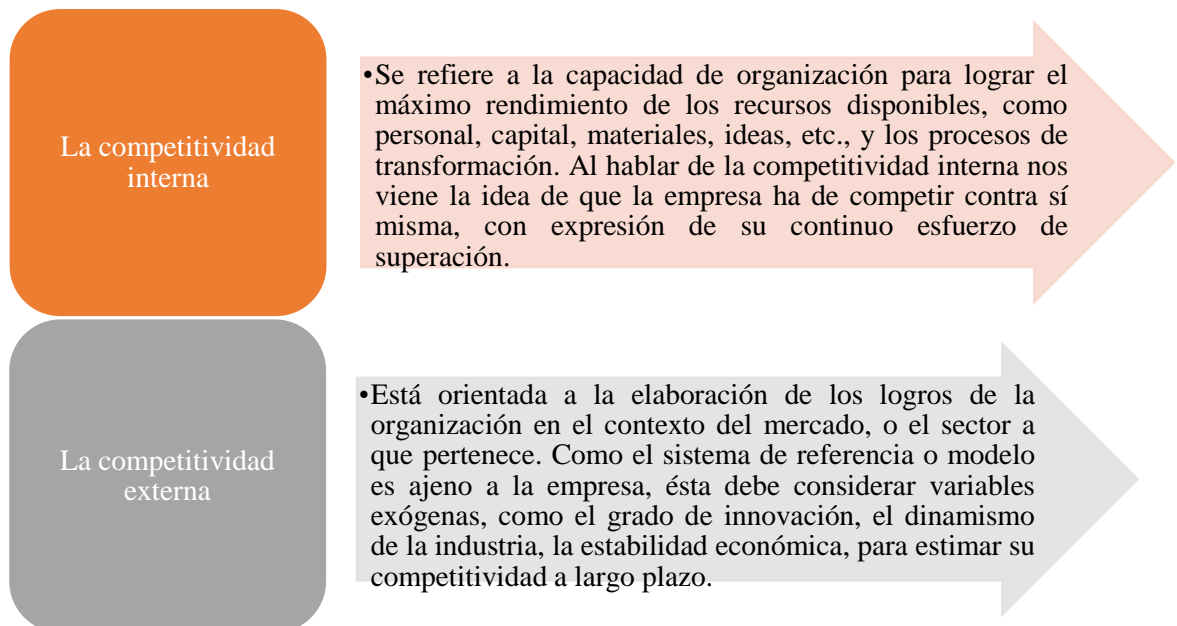 La competitividad
interna
•Se refiere a la capacidad de organización para lograr el
máximo rendimiento de los recursos disponibles, como
personal, capital, materiales, ideas, etc., y los procesos de
transformación. Al hablar de la competitividad interna nos
viene la idea de que la empresa ha de competir contra sí
misma, con expresión de su continuo esfuerzo de
superación.
La competitividad
externa
•Está orientada a la elaboración de los logros de la
organización en el contexto del mercado, o el sector a
que pertenece. Como el sistema de referencia o modelo
es ajeno a la empresa, ésta debe considerar variables
exógenas, como el grado de innovación, el dinamismo
de la industria, la estabilidad económica, para estimar su
competitividad a largo plazo.